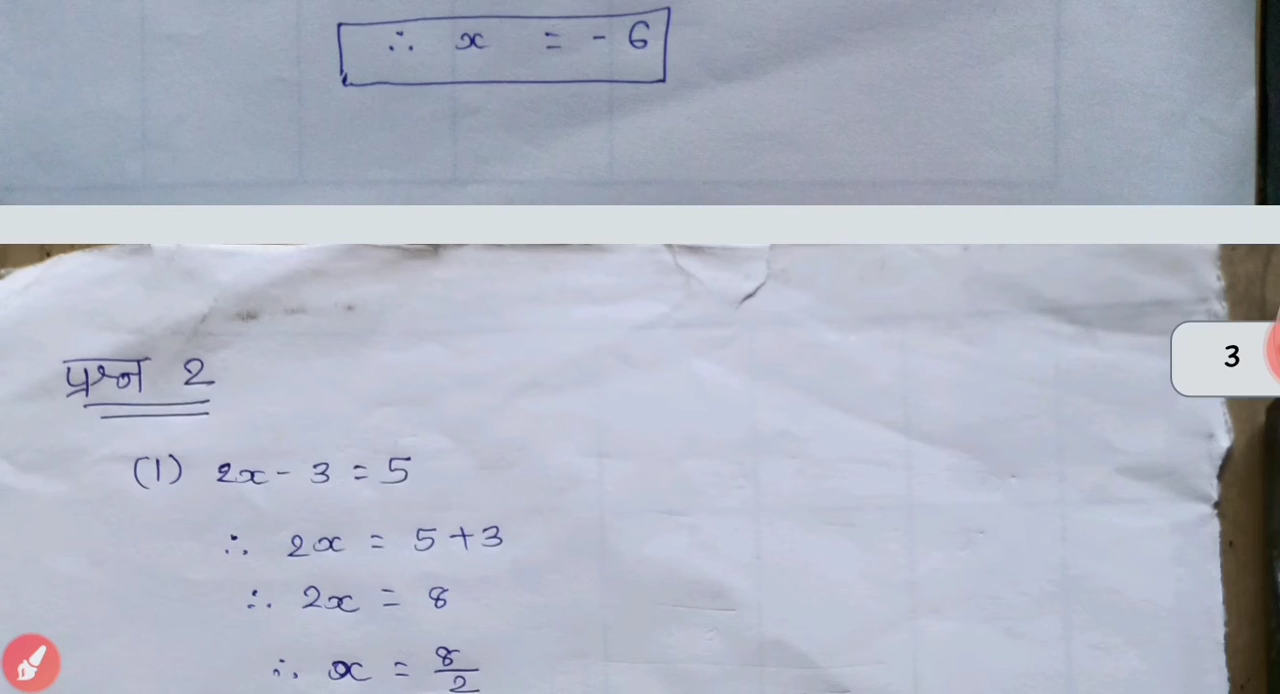 ∴ x = - 6
3
प्रश्न 2
(1) 2x - 3 = 5
∴ 2x = 5 + 3
∴ 2x = 8
∴ x = 8/2